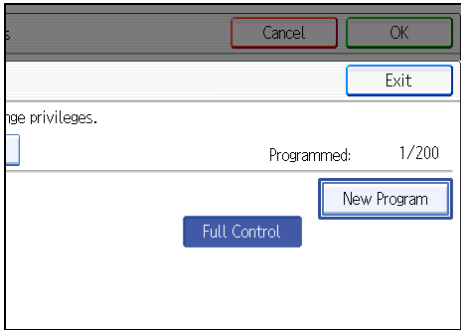 s
Cancel
OK
Exit
nge privileges.
Programmed: 1/200
New Program
Full Control